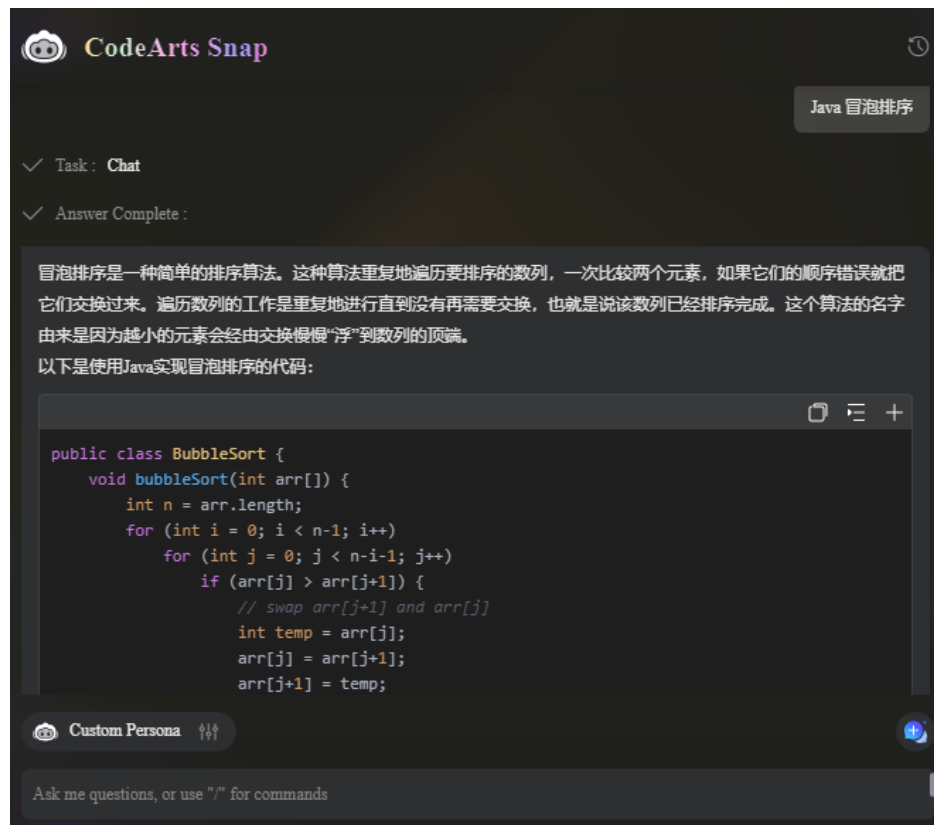 CodeArts Snap
Java 冒泡排序
Task : Chat
Answer Complete :
冒泡排序是一种简单的排序算法。这种算法重复地遍历要排序的数列，一次比较两个元素，如果它们的顺序错误就把
它们交换过来。遍历数列的工作是重复地进行直到没有再需要交换，也就是说该数列已经排序完成。这个算法的名字
由来是因为越小的元素会经由交换慢慢“浮”到数列的顶端。
以下是使用Java实现冒泡排序的代码：
public class BubbleSort {
    void bubbleSort(int arr[]) {
        int n = arr.length;
        for (int i = 0; i < n-1; i++)
            for (int j = 0; j < n-i-1; j++)
                if (arr[j] > arr[j+1]) {
                    // swap arr[j+1] and arr[j]
                    int temp = arr[j];
                    arr[j] = arr[j+1];
                    arr[j+1] = temp;
Custom Persona
Ask me questions, or use "/" for commands